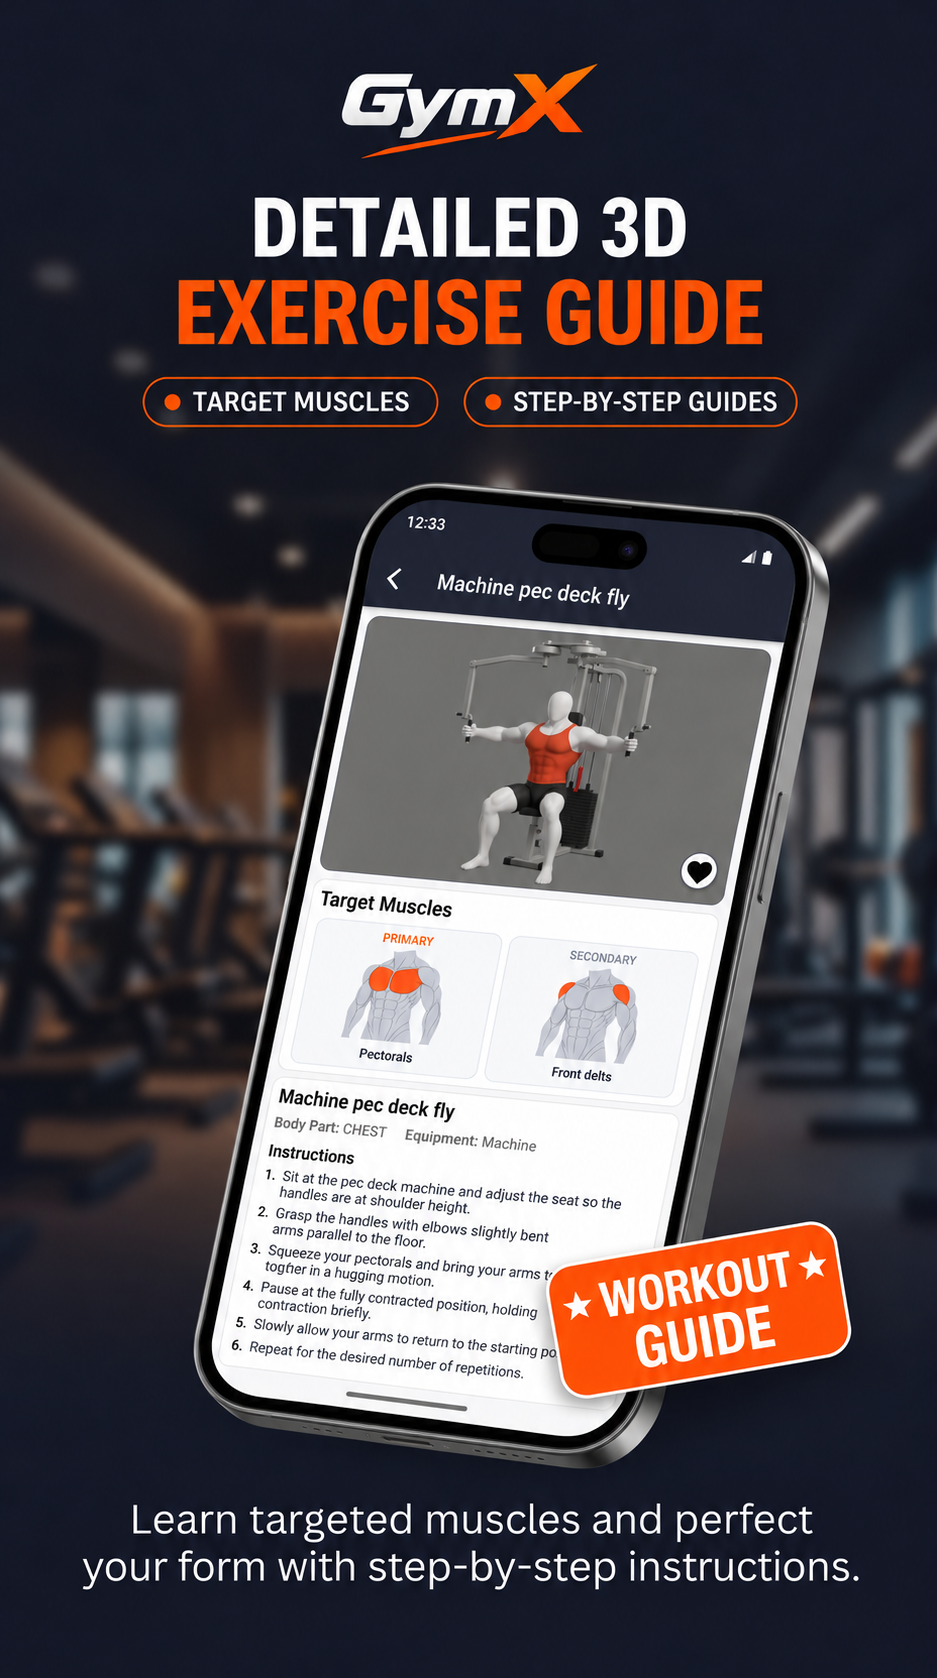 GymX
DETAILED 3D
EXERCISE GUIDE
TARGET MUSCLES
STEP-BY-STEP GUIDES
12:33
Machine pec deck fly
Target Muscles
PRIMARY
SECONDARY
Pectorals
Front delts
Machine pec deck fly
Body Part: CHEST Equipment: Machine
Instructions
1. Sit at the pec deck machine and adjust the seat so the
handles are at shoulder height.
2. Grasp the handles with elbows slightly bent
arms parallel to the floor.
3. Squeeze your pectorals and bring your arms
in a hugging motion.
4. Pause at the fully contracted position, holding
contraction briefly.
5. Slowly allow your arms to return to the starting
6. Repeat for the desired number of repetitions.
WORKOUT
GUIDE
Learn targeted muscles and perfect
your form with step-by-step instructions.